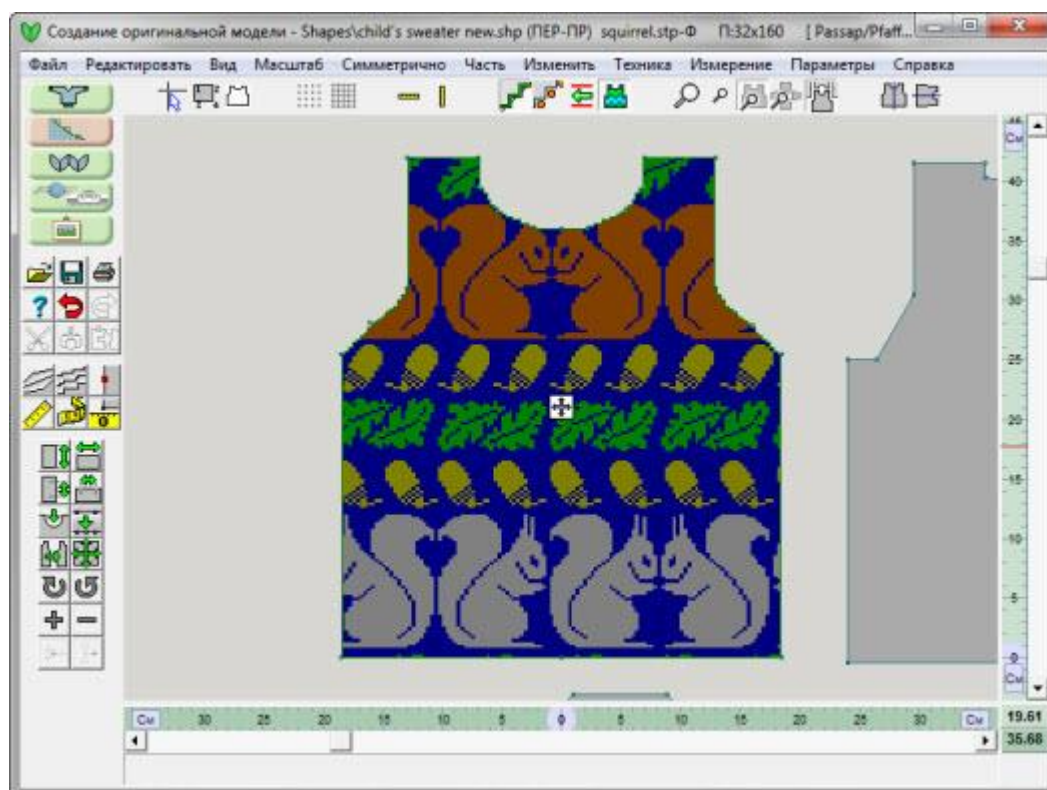 Создание оригинальной модели - Shapes\child's sweater new.shp (ПЕР-ПР) squirrel.stp-Ф П:32x160 [ Passap/Pfaff...
Файл Редактировать Вид Масштаб Симметрично Часть Изменить Техника Измерение Параметры Справка
См
40
35
30
25
20
15
10
5
0
См
См 30 25 20 15 10 5 0 5 10 15 20 25 30 См 19.61
35.68